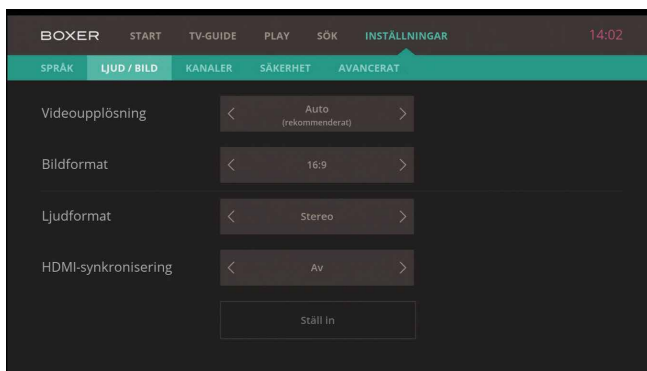 BOXER START TV-GUIDE PLAY SÖK INSTÄLLNINGAR 14:02
SPRÅK LJUD / BILD KANALER SÄKERHET AVANCERAT
Videoupplösning
Auto
(rekommenderat)
Bildformat
16:9
Ljudformat
Stereo
HDMI-synkronisering
Av
Ställ in